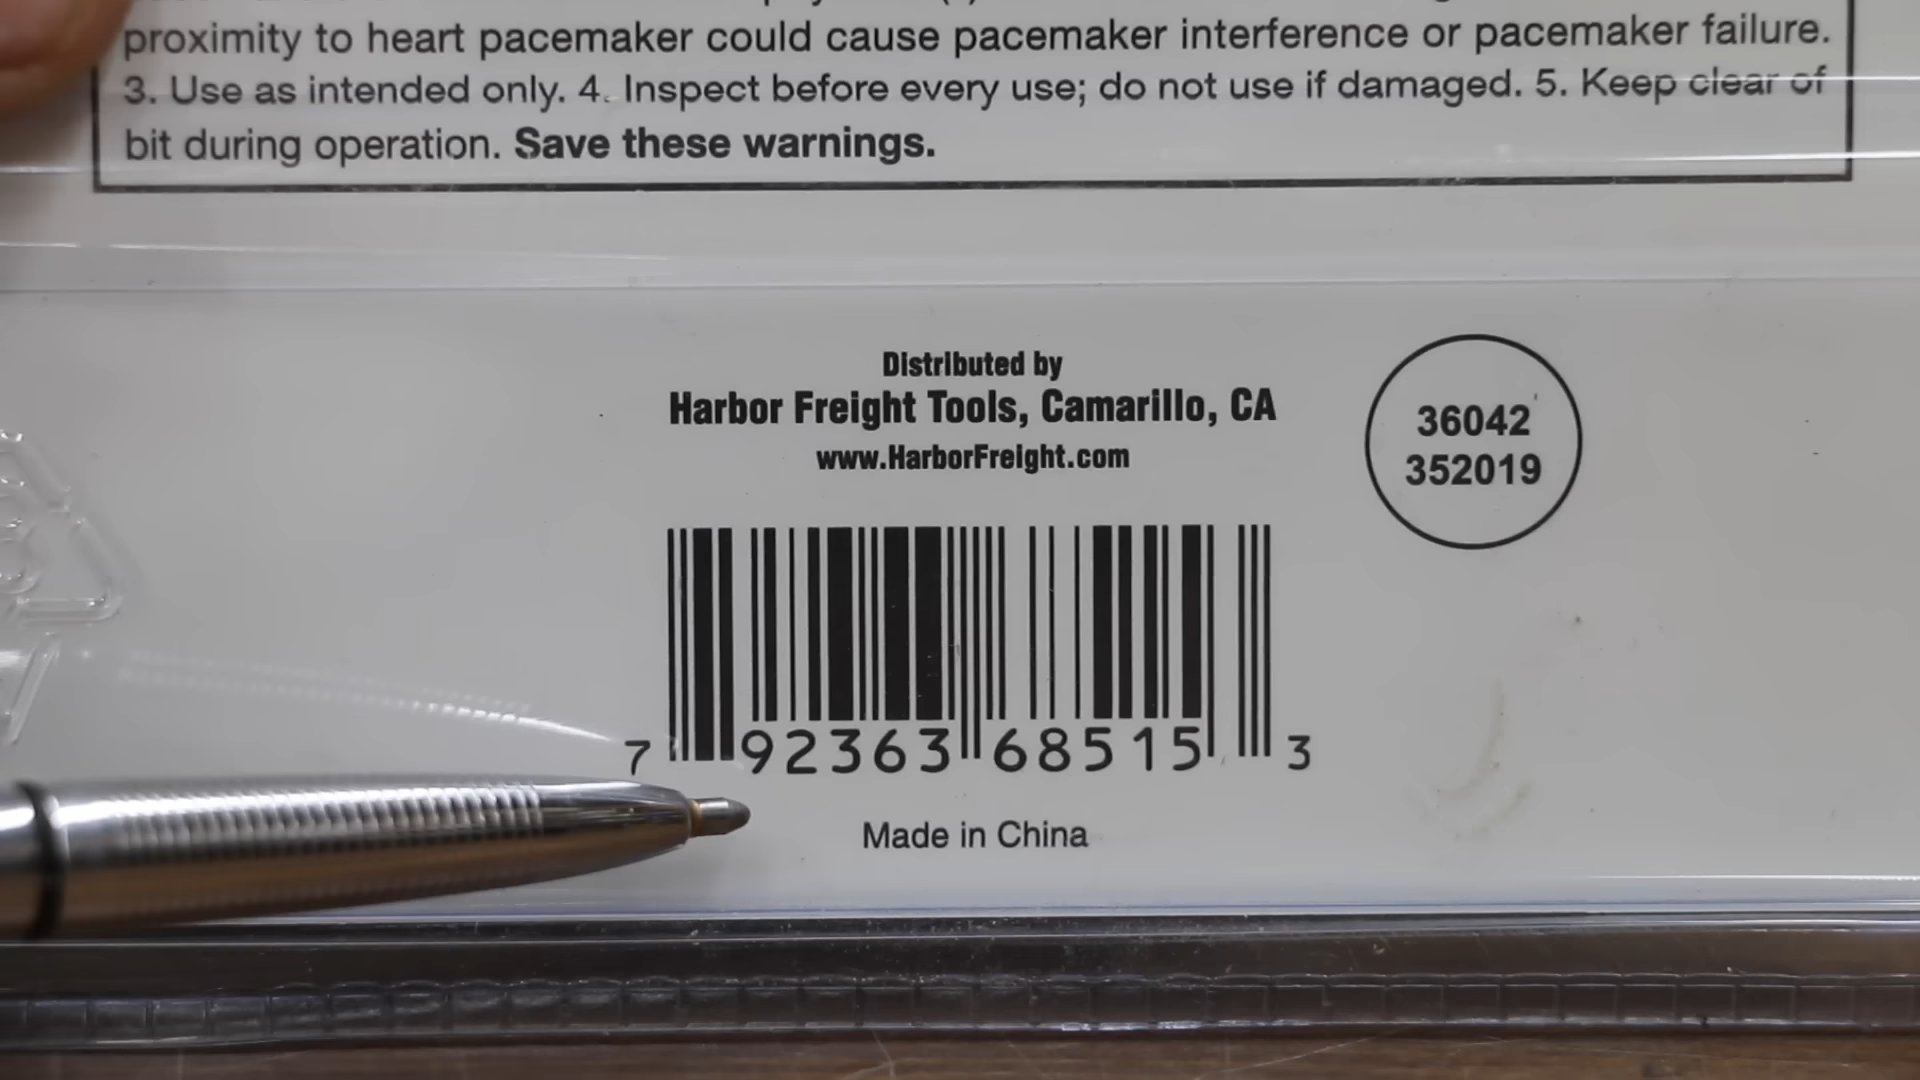 proximity to heart pacemaker could cause pacemaker interference or pacemaker failure.
3. Use as intended only. 4. Inspect before every use; do not use if damaged. 5. Keep clear of
bit during operation. Save these warnings.
Distributed by
Harbor Freight Tools, Camarillo, CA
www.HarborFreight.com
36042
352019
7 92363 68515 3
Made in China